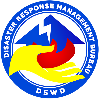 DISASTER RESPONSE MANAGEMENT BUREAU
DSWD